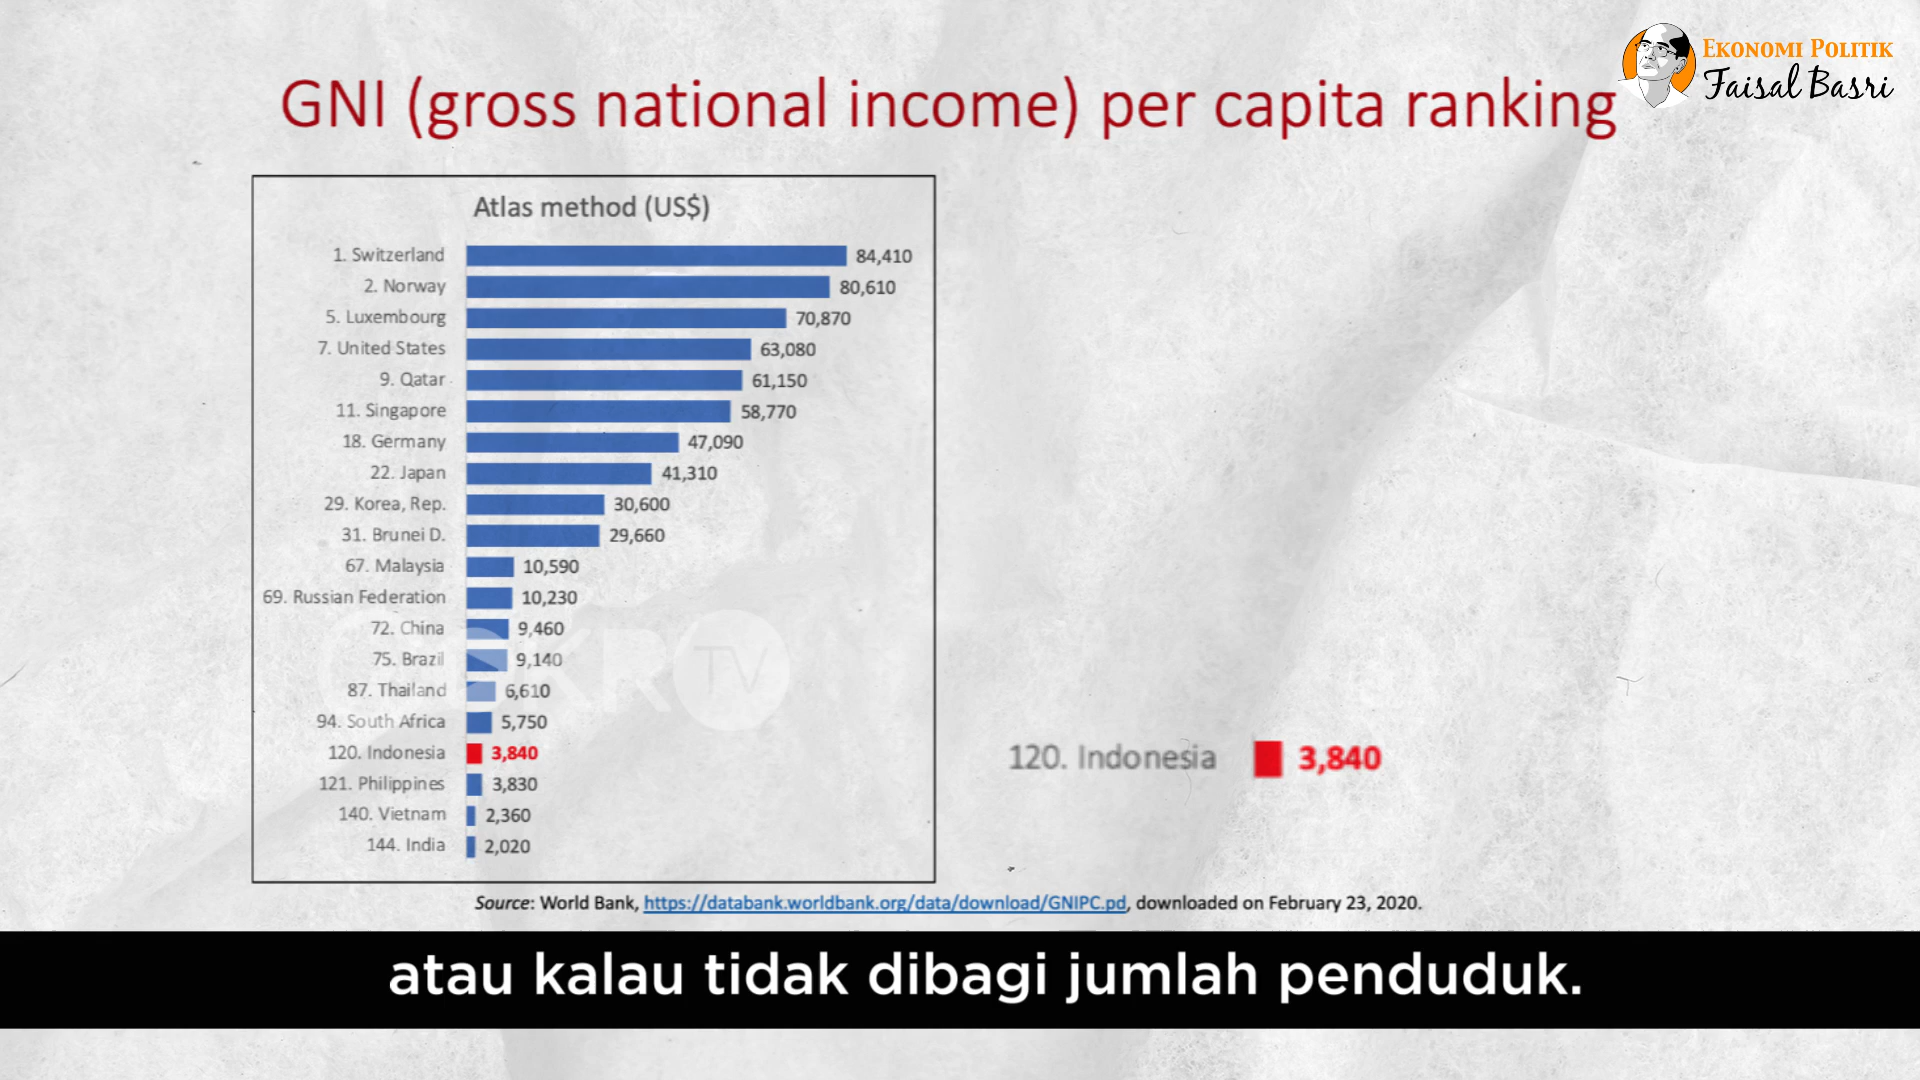 EKONOMI POLITIK
Faisal Basri
GNI (gross national income) per capita ranking
Atlas method (US$)
1. Switzerland 84,410
2. Norway 80,610
5. Luxembourg 70,870
7. United States 63,080
9. Qatar 61,150
11. Singapore 58,770
18. Germany 47,090
22. Japan 41,310
29. Korea, Rep. 30,600
31. Brunei D. 29,660
67. Malaysia 10,590
69. Russian Federation 10,230
72. China 9,460
75. Brazil 9,140
87. Thailand 6,610
94. South Africa 5,750
120. Indonesia 3,840
121. Philippines 3,830
140. Vietnam 2,360
144. India 2,020
120. Indonesia 3,840
TV
Source: World Bank, https://databank.worldbank.org/data/download/GNIPC.pd, downloaded on February 23, 2020.
atau kalau tidak dibagi jumlah penduduk.